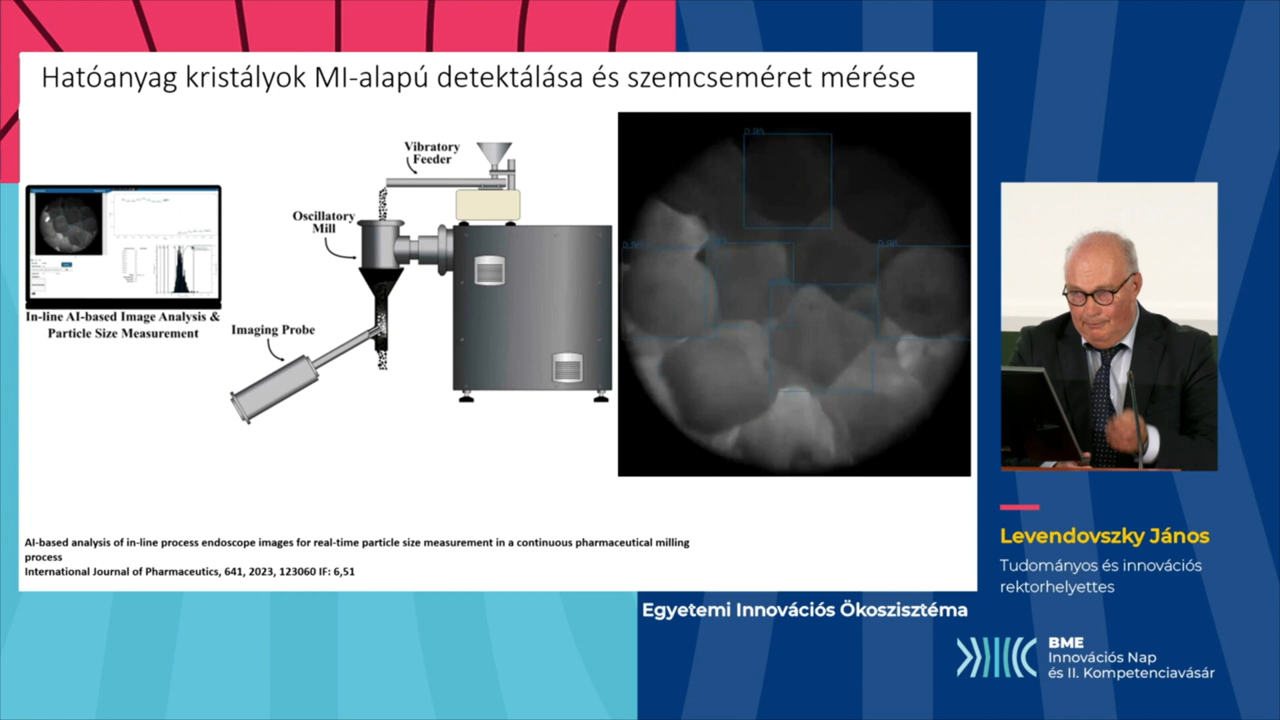 Hatóanyag kristályok MI-alapú detektálása és szemcseméret mérése
Vibratory
Feeder
Oscillatory
Mill
In-line AI-based Image Analysis &
Particle Size Measurement
Imaging Probe
AI-based analysis of in-line process endoscope images for real-time particle size measurement in a continuous pharmaceutical milling
process
International Journal of Pharmaceutics, 641, 2023, 123060 IF: 6,51
Levendovszky János
Tudományos és innovációs
rektorhelyettes
Egyetemi Innovációs Ökoszisztéma
BME
Innovációs Nap
és II. Kompetenciavásár